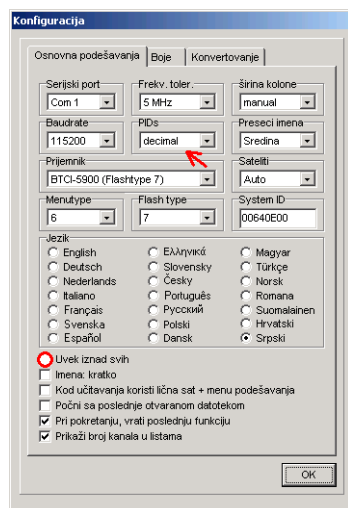 Konfiguracija
Osnovna podešavanja Boje Konvertovanje
Serijski port Frekv. toler. širina kolone
Com 1 5 MHz manual
Baudrate PIDs Preseci imena
115200 decimal Sredina
Prijemnik Sateliti
BTCI-5900 (Flashtype 7) Auto
Menutype Flash type System ID
6 7 00640E00
Jezik
English Ελληνικά Magyar
Deutsch Slovensky Türkçe
Nederlands Česky Norsk
Italiano Português Romana
Français Русский Suomalainen
Svenska Polski Hrvatski
Español Dansk Srpski
Uvek iznad svih
Imena: kratko
Kod učitavanja koristi lična sat + menu podešavanja
Počni sa poslednje otvaranom datotekom
Pri pokretanju, vrati poslednju funkciju
Prikaži broj kanala u listama
OK